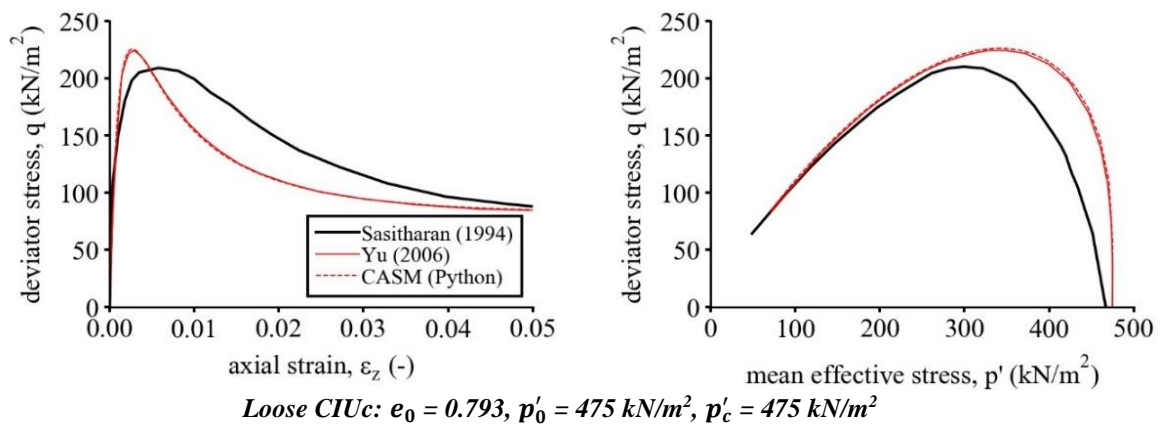 250
200
150
100
50
0
deviator stress, q (kN/m²)
0.00 0.01 0.02 0.03 0.04 0.05
axial strain, εz (-)
Sasitharan (1994)
Yu (2006)
CASM (Python)
250
200
150
100
50
0
deviator stress, q (kN/m²)
0 100 200 300 400 500
mean effective stress, p' (kN/m²)
Loose CIUc: e₀ = 0.793, p′₀ = 475 kN/m², p′c = 475 kN/m²